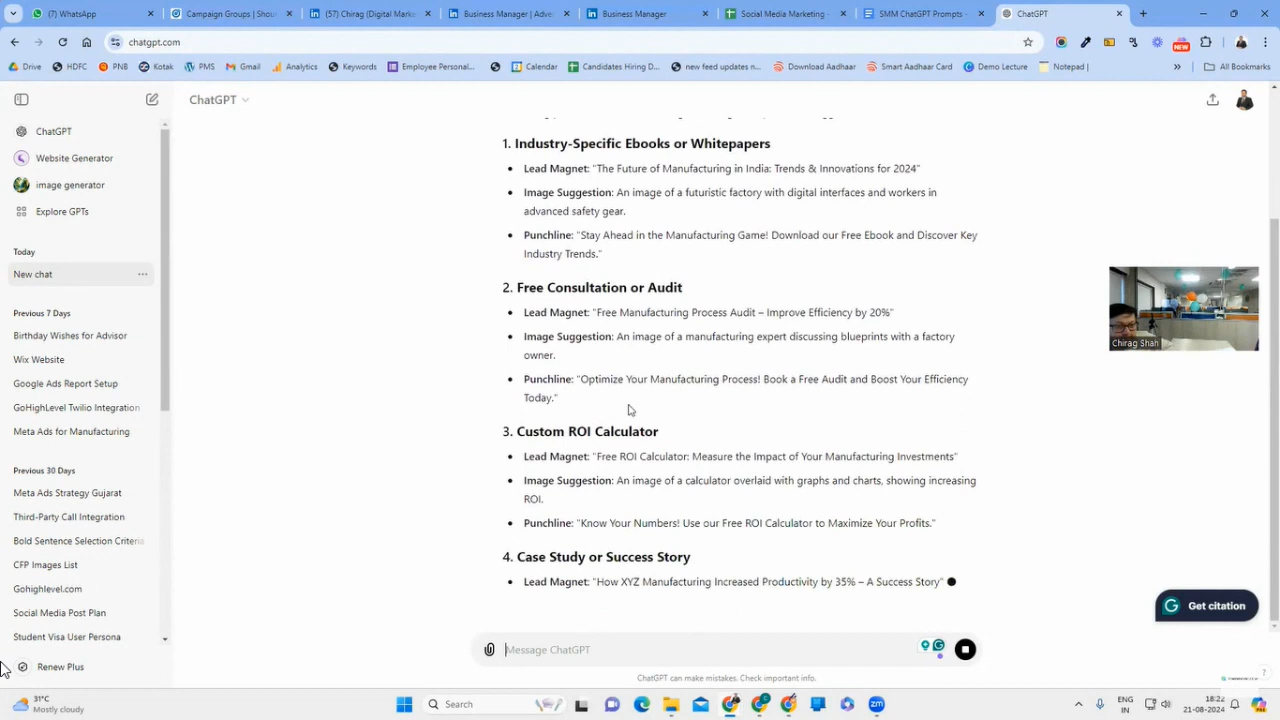 WhatsApp
Campaign Groups | Shou
(57) Chirag (Digital Marke
Business Manager | Adve
Business Manager
Social Media Marketing -
SMM ChatGPT Prompts -
ChatGPT
chatgpt.com
NEW
Drive
HDFC
PNB
Kotak
PMS
Gmail
Analytics
Keywords
Employee Personal...
Calendar
Candidates Hiring D...
new feed updates n...
Download Aadhaar
Smart Aadhaar Card
Demo Lecture
Notepad |
All Bookmarks
ChatGPT
ChatGPT
Website Generator
image generator
Explore GPTs
Today
New chat
Previous 7 Days
Birthday Wishes for Advisor
Wix Website
Google Ads Report Setup
GoHighLevel Twilio Integration
Meta Ads for Manufacturing
Previous 30 Days
Meta Ads Strategy Gujarat
Third-Party Call Integration
Bold Sentence Selection Criteria
CFP Images List
Gohighlevel.com
Social Media Post Plan
Student Visa User Persona
Renew Plus
1. Industry-Specific Ebooks or Whitepapers
Lead Magnet: "The Future of Manufacturing in India: Trends & Innovations for 2024"
Image Suggestion: An image of a futuristic factory with digital interfaces and workers in
advanced safety gear.
Punchline: "Stay Ahead in the Manufacturing Game! Download our Free Ebook and Discover Key
Industry Trends."
2. Free Consultation or Audit
Lead Magnet: "Free Manufacturing Process Audit – Improve Efficiency by 20%"
Image Suggestion: An image of a manufacturing expert discussing blueprints with a factory
owner.
Punchline: "Optimize Your Manufacturing Process! Book a Free Audit and Boost Your Efficiency
Today."
3. Custom ROI Calculator
Lead Magnet: "Free ROI Calculator: Measure the Impact of Your Manufacturing Investments"
Image Suggestion: An image of a calculator overlaid with graphs and charts, showing increasing
ROI.
Punchline: "Know Your Numbers! Use our Free ROI Calculator to Maximize Your Profits."
4. Case Study or Success Story
Lead Magnet: "How XYZ Manufacturing Increased Productivity by 35% – A Success Story"
Chirag Shah
Get citation
Message ChatGPT
ChatGPT can make mistakes. Check important info.
31°C
Mostly cloudy
Search
ENG
IN
18:22
21-08-2024